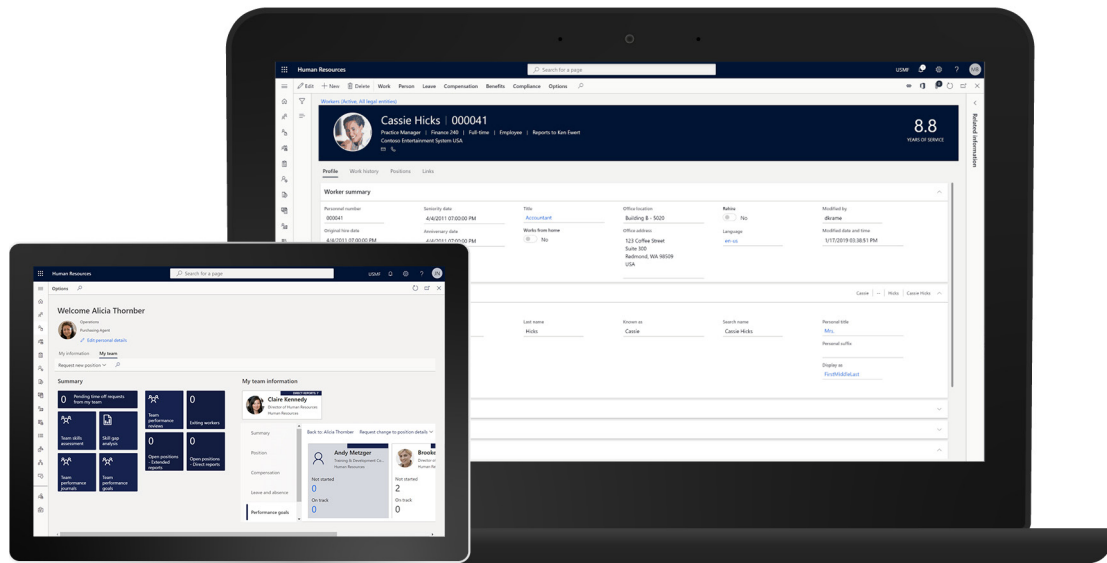 Human Resources
Search for a page
USMF
?
MB
Edit + New Delete Work Person Leave Compensation Benefits Compliance Options
Workers (Active, All legal entities)
Cassie Hicks | 000041
Practice Manager | Finance 240 | Full-time | Employee | Reports to Ken Ewert
Contoso Entertainment System USA
8.8
YEARS OF SERVICE
Related information
Profile Work history Positions Links
Worker summary
Personnel number
000041
Original hire date
4/4/2011 07:00:00 PM
Seniority date
4/4/2011 07:00:00 PM
Anniversary date
4/4/2011 07:00:00 PM
Title
Accountant
Works from home
No
Office location
Building B - 5020
Office address
123 Coffee Street
Suite 300
Redmond, WA 98509
USA
Retiree
No
Language
en-us
Modified by
dkrame
Modified date and time
1/17/2019 03:38:51 PM
Cassie | -- | Hicks | Cassie Hicks
Last name
Hicks
Known as
Cassie
Search name
Cassie Hicks
Personal title
Mrs.
Personal suffix
Display as
FirstMiddleLast
Human Resources
Search for a page
USMF
?
Options
Welcome Alicia Thornber
Operations
Purchasing Agent
Edit personal details
My information My team
Request new position
Summary
0 Pending time off requests
from my team
Team skills
assessment
Skill gap
analysis
Team
performance
journals
Team
performance
goals
Team
performance
reviews
0
Exiting workers
0
Open positions
- Extended
reports
0
Open positions
- Direct reports
My team information
DIRECT REPORTS: 7
Claire Kennedy
Director of Human Resources
Human Resources
Summary
Position
Compensation
Leave and absence
Performance goals
Back to: Alicia Thornber Request change to position details
Andy Metzger
Training & Development Co...
Human Resources
Not started
0
On track
0
Brooke
Director o
Human Re
Not started
2
On track
0